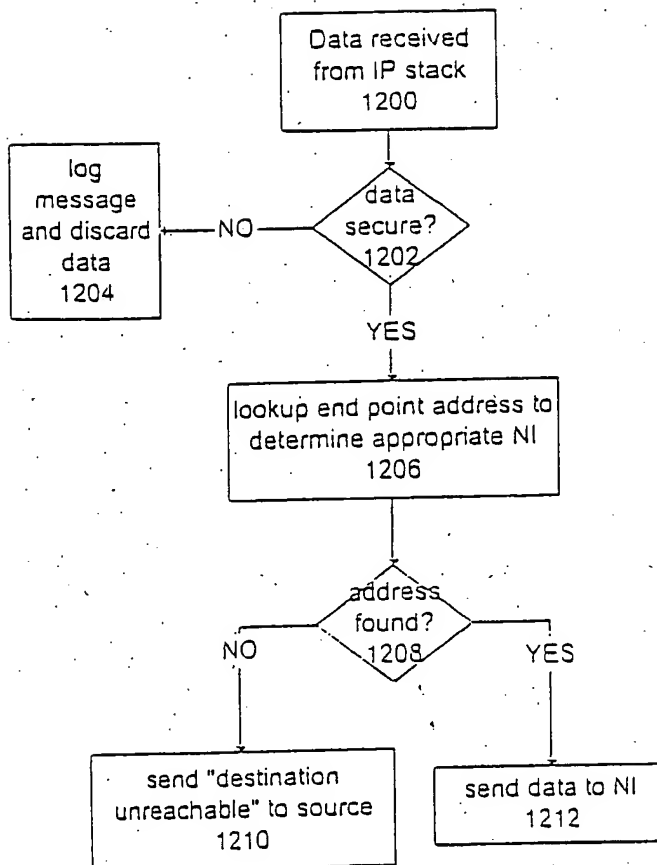 Data received
from IP stack
1200
log
message
and discard
data
1204
NO
data
secure?
1202
YES
lookup end point address to
determine appropriate NI
1206
address
found?
1208
NO
YES
send "destination
unreachable" to source
1210
send data to NI
1212